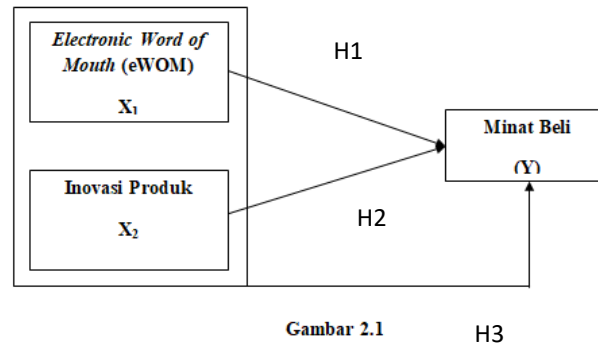 Electronic Word of
Mouth (eWOM)
X1
H1
Minat Beli
(Y)
Inovasi Produk
X2
H2
Gambar 2.1
H3